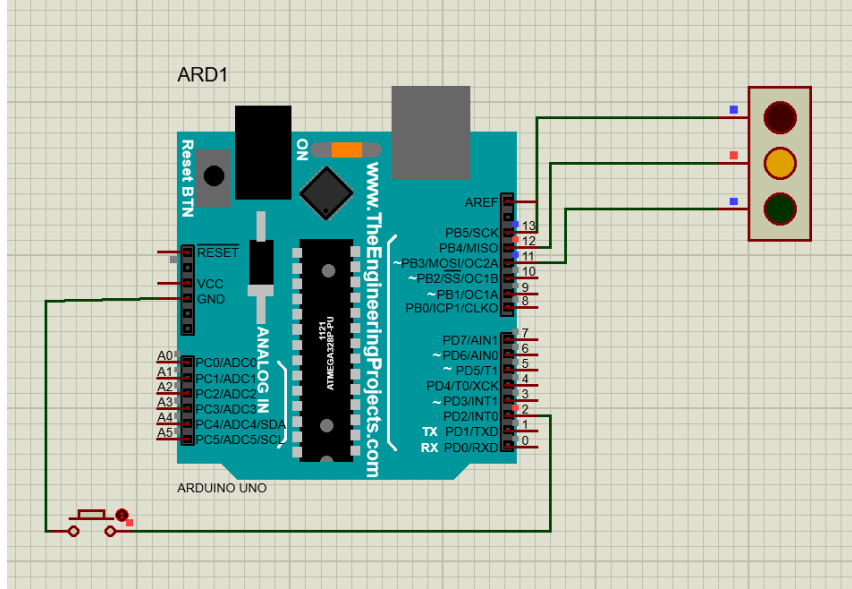 ARD1
Reset BTN
ON
www.TheEngineeringProjects.com
RESET
VCC
GND
ANALOG IN
1121
ATMEGA328P-PU
AREF
PB5/SCK 13
PB4/MISO 12
~PB3/MOSI/OC2A 11
~PB2/SS/OC1B 10
~PB1/OC1A 9
PB0/ICP1/CLKO 8
PD7/AIN1 7
~PD6/AIN0 6
~PD5/T1 5
PD4/T0/XCK 4
~PD3/INT1 3
PD2/INT0 2
TX PD1/TXD 1
RX PD0/RXD 0
A0 PC0/ADC0
A1 PC1/ADC1
A2 PC2/ADC2
A3 PC3/ADC3
A4 PC4/ADC4/SDA
A5 PC5/ADC5/SCL
ARDUINO UNO